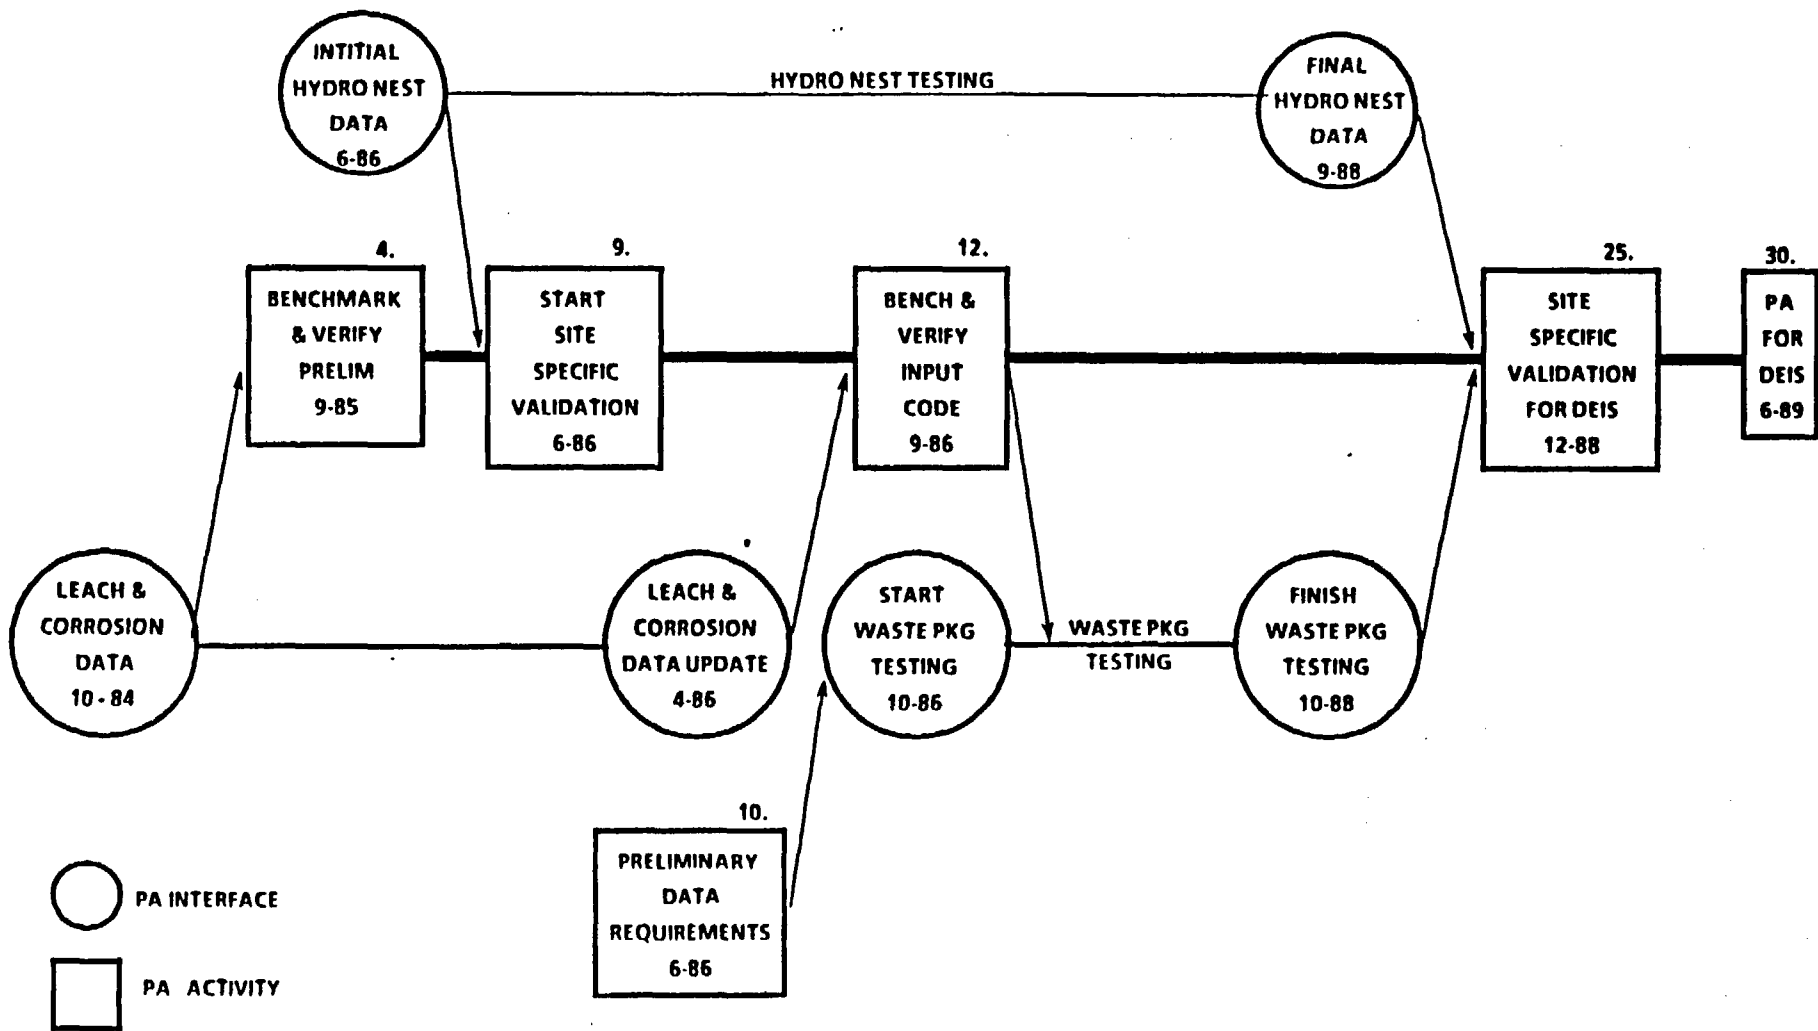 INTITIAL
HYDRO NEST
DATA
6-86
HYDRO NEST TESTING
FINAL
HYDRO NEST
DATA
9-88
4.
BENCHMARK
& VERIFY
PRELIM
9-85
9.
START
SITE
SPECIFIC
VALIDATION
6-86
12.
BENCH &
VERIFY
INPUT
CODE
9-86
25.
SITE
SPECIFIC
VALIDATION
FOR DEIS
12-88
30.
PA
FOR
DEIS
6-89
LEACH &
CORROSION
DATA
10-84
LEACH &
CORROSION
DATA UPDATE
4-86
START
WASTE PKG
TESTING
10-86
WASTE PKG
TESTING
FINISH
WASTE PKG
TESTING
10-88
10.
PRELIMINARY
DATA
REQUIREMENTS
6-86
PA INTERFACE
PA ACTIVITY